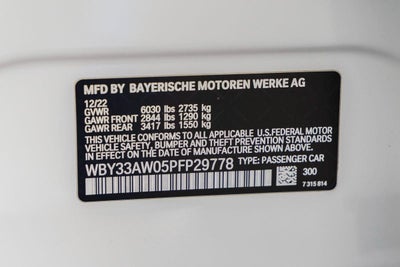 MFD BY BAYERISCHE MOTOREN WERKE AG
12/22
GVWR 6030 lbs 2735 kg
GAWR FRONT 2844 lbs 1290 kg
GAWR REAR 3417 lbs 1550 kg
THIS VEHICLE CONFORMS TO ALL APPLICABLE U.S.FEDERAL MOTOR
VEHICLE SAFETY, BUMPER AND THEFT PREVENTION STANDARDS
IN EFFECT ON THE DATE OF MANUFACTURE SHOWN ABOVE.
WBY33AW05PFP29778 TYPE: PASSENGER CAR
300
7 315 814